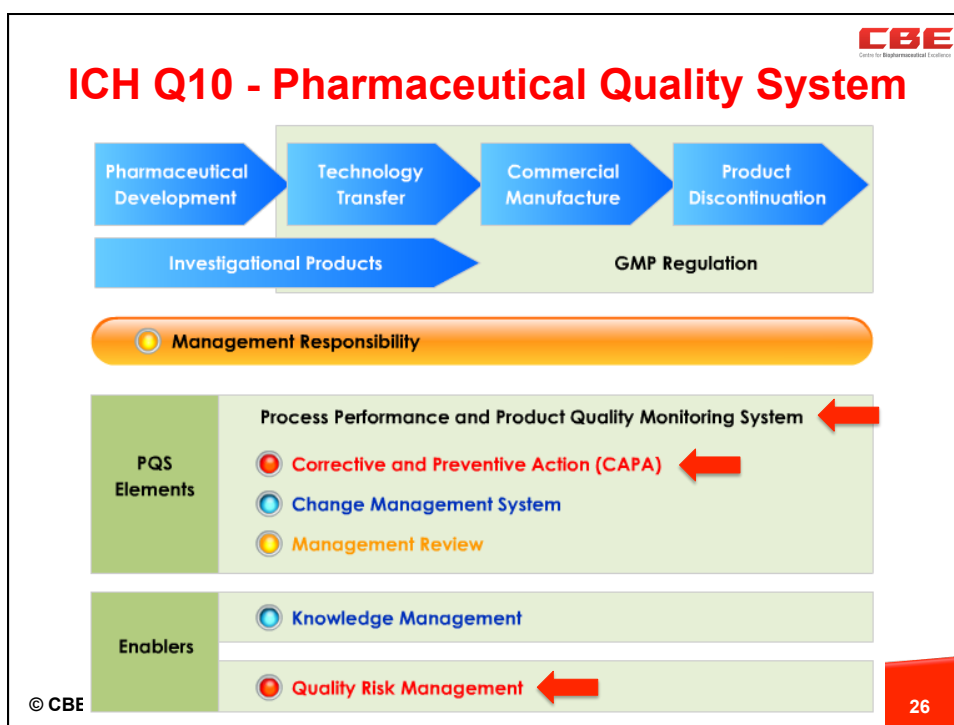 CBE
Centre for Biopharmaceutical Excellence
ICH Q10 - Pharmaceutical Quality System
Pharmaceutical
Development
Technology
Transfer
Commercial
Manufacture
Product
Discontinuation
Investigational Products
GMP Regulation
Management Responsibility
PQS
Elements
Process Performance and Product Quality Monitoring System
Corrective and Preventive Action (CAPA)
Change Management System
Management Review
Enablers
Knowledge Management
Quality Risk Management
© CBE
26